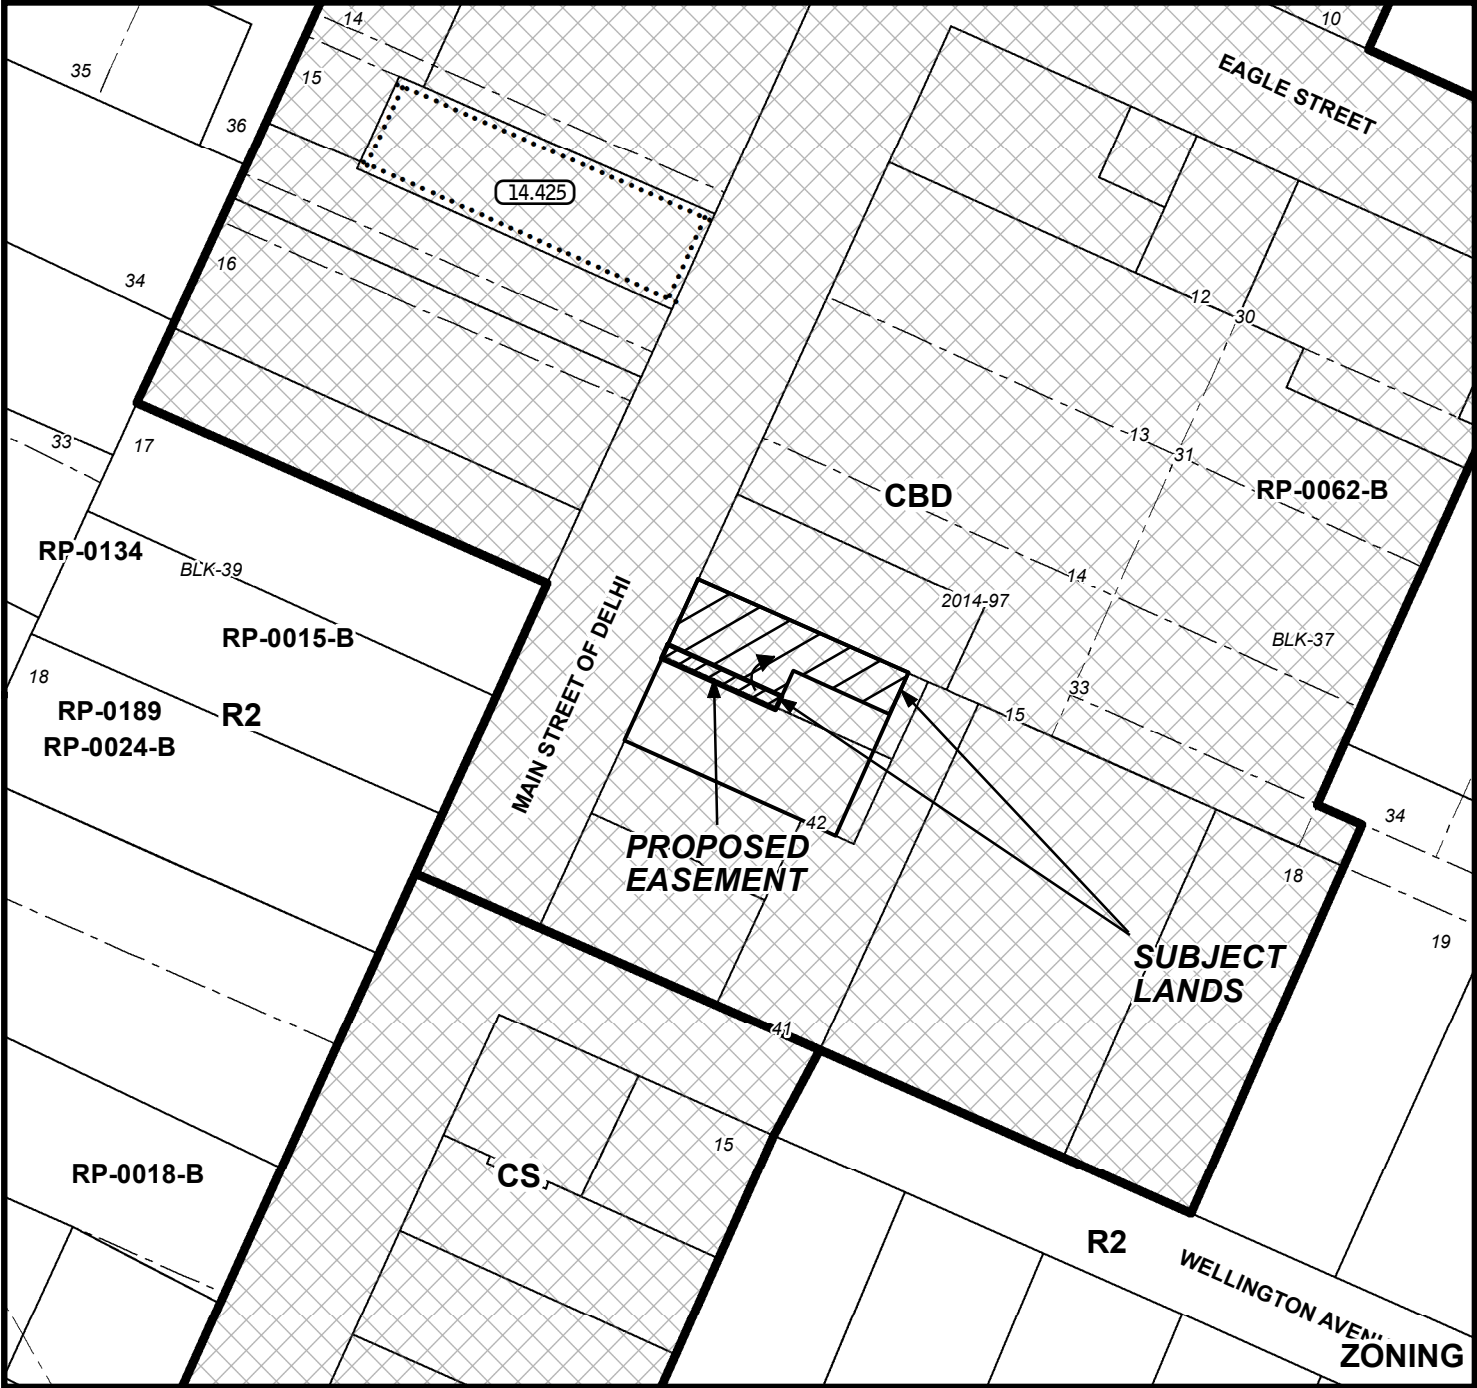 14
10
35
15
EAGLE STREET
36
14.425
16
34
12
30
13
31
33
17
CBD
RP-0062-B
RP-0134
BLK-39
14
2014-97
RP-0015-B
BLK-37
MAIN STREET OF DELHI
18
33
RP-0189
R2
15
RP-0024-B
34
42
PROPOSED
EASEMENT
18
SUBJECT
LANDS
19
41
15
RP-0018-B
CS
R2
WELLINGTON
ZONING